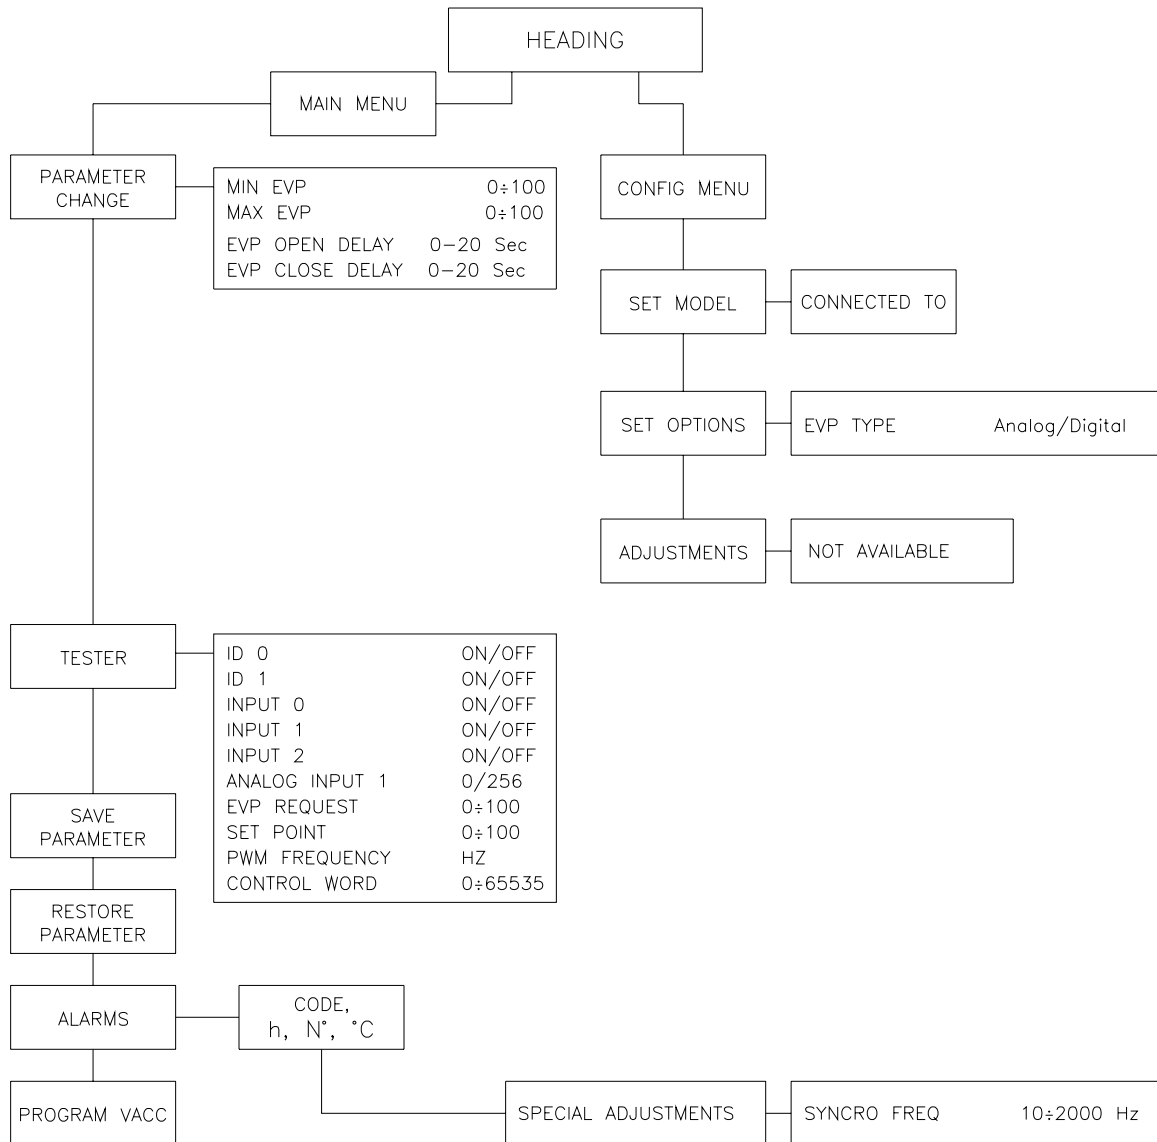 HEADING
MAIN MENU
PARAMETER
CHANGE
MIN EVP 0÷100
MAX EVP 0÷100
EVP OPEN DELAY 0-20 Sec
EVP CLOSE DELAY 0-20 Sec
CONFIG MENU
SET MODEL
CONNECTED TO
SET OPTIONS
EVP TYPE Analog/Digital
ADJUSTMENTS
NOT AVAILABLE
TESTER
ID 0 ON/OFF
ID 1 ON/OFF
INPUT 0 ON/OFF
INPUT 1 ON/OFF
INPUT 2 ON/OFF
ANALOG INPUT 1 0/256
EVP REQUEST 0÷100
SET POINT 0÷100
PWM FREQUENCY HZ
CONTROL WORD 0÷65535
SAVE
PARAMETER
RESTORE
PARAMETER
ALARMS
CODE,
h, N°, °C
PROGRAM VACC
SPECIAL ADJUSTMENTS
SYNCRO FREQ 10÷2000 Hz